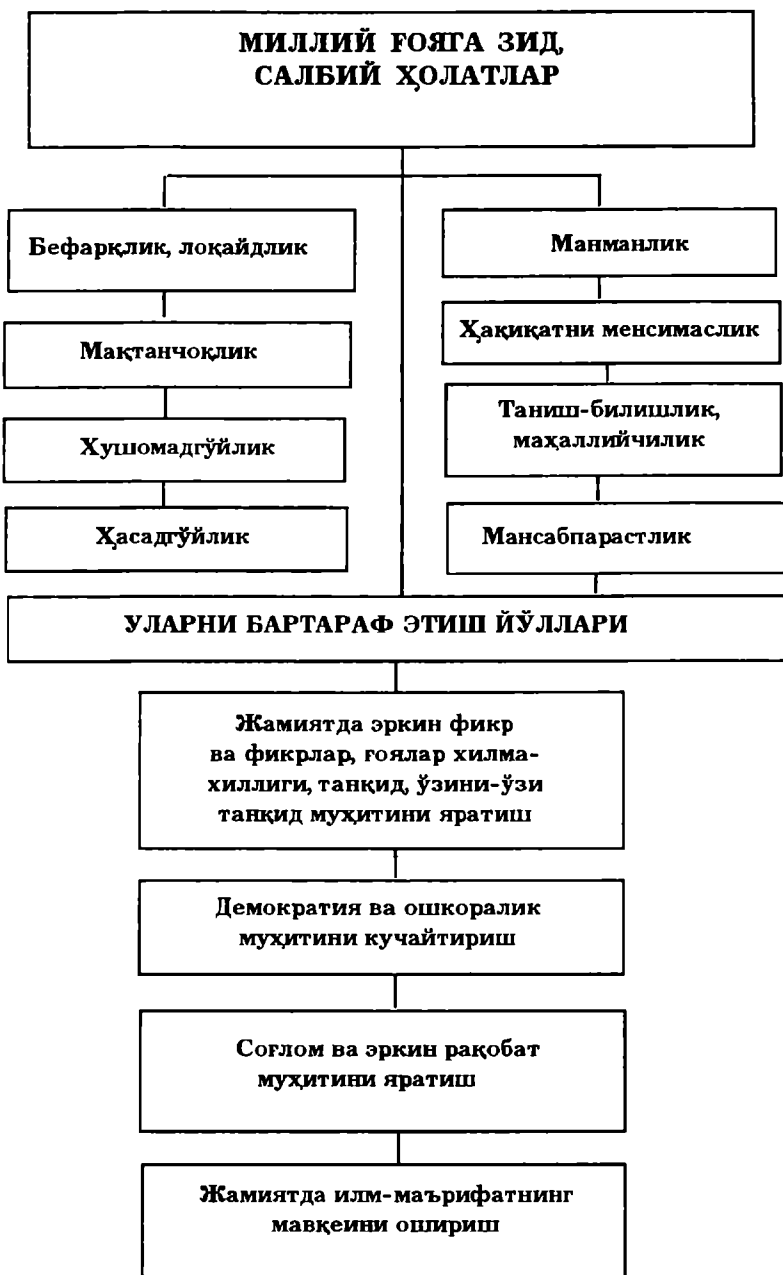 МИЛЛИЙ ҒОЯГА ЗИД,
САЛБИЙ ҲОЛАТЛАР
Бефарқлик, лоқайдлик
Мақтанчоқлик
Хушомадгўйлик
Ҳасадгўйлик
Манманлик
Ҳақиқатни менсимаслик
Таниш-билишлик,
маҳаллийчилик
Мансабпарастлик
УЛАРНИ БАРТАРАФ ЭТИШ ЙЎЛЛАРИ
Жамиятда эркин фикр
ва фикрлар, ғоялар хилма-
хиллиги, танқид, ўзини-ўзи
танқид муҳитини яратиш
Демократия ва ошкоралик
муҳитини кучайтириш
Соғлом ва эркин рақобат
муҳитини яратиш
Жамиятда илм-маърифатнинг
мавқеини ошириш